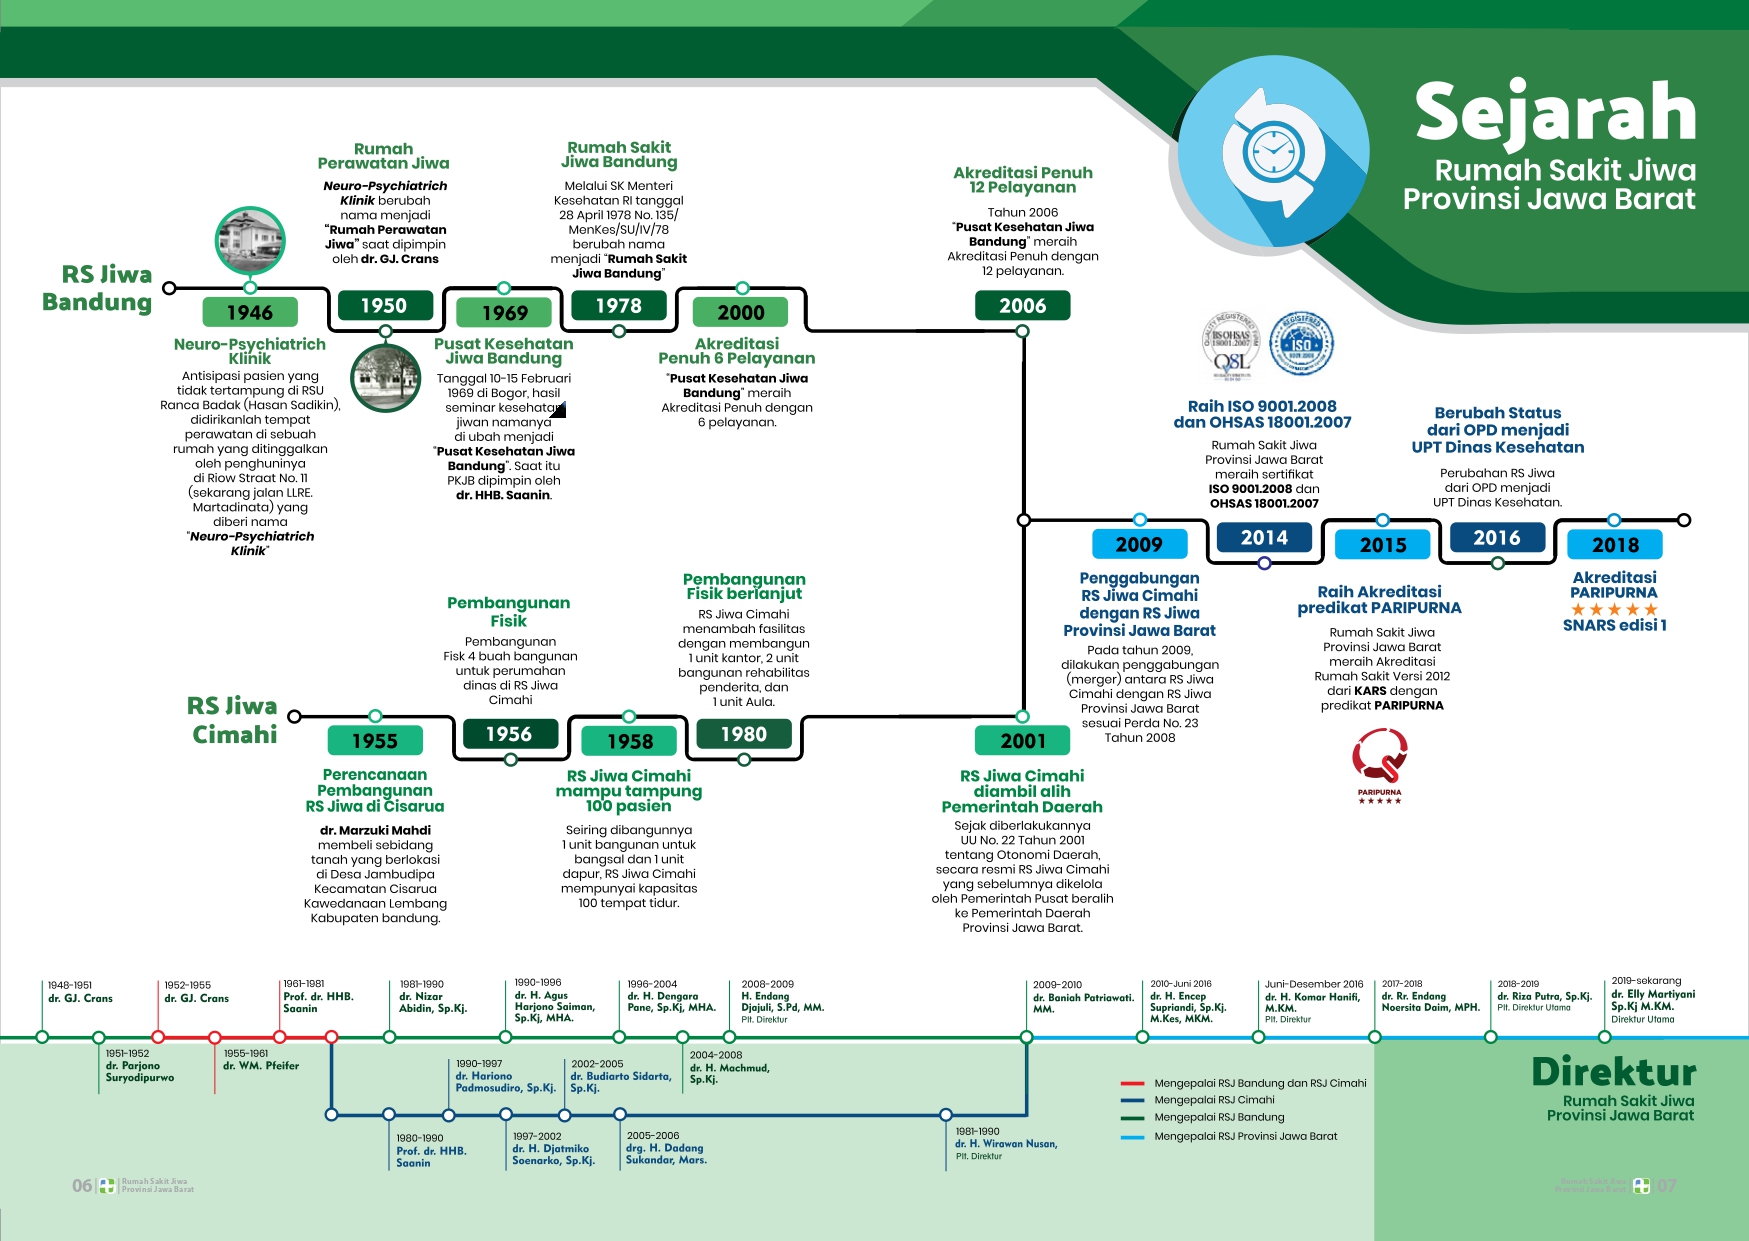 Sejarah
Rumah Sakit Jiwa
Provinsi Jawa Barat
RS Jiwa
Bandung
1946
Neuro-Psychiatrich
Klinik
Antisipasi pasien yang
tidak tertampung di RSU
Ranca Badak (Hasan Sadikin),
didirikanlah tempat
perawatan di sebuah
rumah yang ditinggalkan
oleh penghuninya
di Riow Straat No. 11
(sekarang jalan LLRE.
Martadinata) yang
diberi nama
"Neuro-Psychiatrich
Klinik"
Rumah
Perawatan Jiwa
Neuro-Psychiatrich
Klinik berubah
nama menjadi
"Rumah Perawatan
Jiwa" saat dipimpin
oleh dr. GJ. Crans
1950
1969
Pusat Kesehatan
Jiwa Bandung
Tanggal 10-15 Februari
1969 di Bogor, hasil
seminar kesehatan
jiwan namanya
di ubah menjadi
"Pusat Kesehatan Jiwa
Bandung". Saat itu
PKJB dipimpin oleh
dr. HHB. Saanin.
Rumah Sakit
Jiwa Bandung
Melalui SK Menteri
Kesehatan RI tanggal
28 April 1978 No. 135/
MenKes/SU/IV/78
berubah nama
menjadi "Rumah Sakit
Jiwa Bandung"
1978
2000
Akreditasi
Penuh 6 Pelayanan
"Pusat Kesehatan Jiwa
Bandung" meraih
Akreditasi Penuh dengan
6 pelayanan.
Akreditasi Penuh
12 Pelayanan
Tahun 2006
"Pusat Kesehatan Jiwa
Bandung" meraih
Akreditasi Penuh dengan
12 pelayanan.
2006
RS Jiwa
Cimahi
1955
Perencanaan
Pembangunan
RS Jiwa di Cisarua
dr. Marzuki Mahdi
membeli sebidang
tanah yang berlokasi
di Desa Jambudipa
Kecamatan Cisarua
Kawedanaan Lembang
Kabupaten bandung.
Pembangunan
Fisik
Pembangunan
Fisk 4 buah bangunan
untuk perumahan
dinas di RS Jiwa
Cimahi
1956
1958
RS Jiwa Cimahi
mampu tampung
100 pasien
Seiring dibangunnya
1 unit bangunan untuk
bangsal dan 1 unit
dapur, RS Jiwa Cimahi
mempunyai kapasitas
100 tempat tidur.
Pembangunan
Fisik berlanjut
RS Jiwa Cimahi
menambah fasilitas
dengan membangun
1 unit kantor, 2 unit
bangunan rehabilitas
penderita, dan
1 unit Aula.
1980
2001
RS Jiwa Cimahi
diambil alih
Pemerintah Daerah
Sejak diberlakukannya
UU No. 22 Tahun 2001
tentang Otonomi Daerah,
secara resmi RS Jiwa Cimahi
yang sebelumnya dikelola
oleh Pemerintah Pusat beralih
ke Pemerintah Daerah
Provinsi Jawa Barat.
2009
Penggabungan
RS Jiwa Cimahi
dengan RS Jiwa
Provinsi Jawa Barat
Pada tahun 2009,
dilakukan penggabungan
(merger) antara RS Jiwa
Cimahi dengan RS Jiwa
Provinsi Jawa Barat
sesuai Perda No. 23
Tahun 2008
BS OHSAS
18001:2007
QSL
ISO
Raih ISO 9001.2008
dan OHSAS 18001.2007
Rumah Sakit Jiwa
Provinsi Jawa Barat
meraih sertifikat
ISO 9001.2008 dan
OHSAS 18001.2007
2014
2015
Raih Akreditasi
predikat PARIPURNA
Rumah Sakit Jiwa
Provinsi Jawa Barat
meraih Akreditasi
Rumah Sakit Versi 2012
dari KARS dengan
predikat PARIPURNA
PARIPURNA
Berubah Status
dari OPD menjadi
UPT Dinas Kesehatan
Perubahan RS Jiwa
dari OPD menjadi
UPT Dinas Kesehatan.
2016
2018
Akreditasi
PARIPURNA
SNARS edisi 1
1948-1951
dr. GJ. Crans
1951-1952
dr. Parjono
Suryodipurwo
1952-1955
dr. GJ. Crans
1955-1961
dr. WM. Pfeifer
1961-1981
Prof. dr. HHB.
Saanin
1981-1990
dr. Nizar
Abidin, Sp.Kj.
1990-1996
dr. H. Agus
Harjono Saiman,
Sp.Kj, MHA.
1996-2004
dr. H. Dengara
Pane, Sp.Kj, MHA.
2004-2008
dr. H. Machmud,
Sp.Kj.
2008-2009
H. Endang
Djajuli, S.Pd, MM.
Plt. Direktur
2009-2010
dr. Baniah Patriawati.
MM.
2010-Juni 2016
dr. H. Encep
Supriandi, Sp.Kj.
M.Kes, MKM.
Juni-Desember 2016
dr. H. Komar Hanifi,
M.KM.
Plt. Direktur
2017-2018
dr. Rr. Endang
Noersita Daim, MPH.
2018-2019
dr. Riza Putra, Sp.Kj.
Plt. Direktur Utama
2019-sekarang
dr. Elly Martiyani
Sp.Kj M.KM.
Direktur Utama
1980-1990
Prof. dr. HHB.
Saanin
1990-1997
dr. Hariono
Padmosudiro, Sp.Kj.
1997-2002
dr. H. Djatmiko
Soenarko, Sp.Kj.
2002-2005
dr. Budiarto Sidarta,
Sp.Kj.
2005-2006
drg. H. Dadang
Sukandar, Mars.
1981-1990
dr. H. Wirawan Nusan,
Plt. Direktur
Mengepalai RSJ Bandung dan RSJ Cimahi
Mengepalai RSJ Cimahi
Mengepalai RSJ Bandung
Mengepalai RSJ Provinsi Jawa Barat
Direktur
Rumah Sakit Jiwa
Provinsi Jawa Barat
06
Rumah Sakit Jiwa
Provinsi Jawa Barat
Rumah Sakit Jiwa
Provinsi Jawa Barat
07